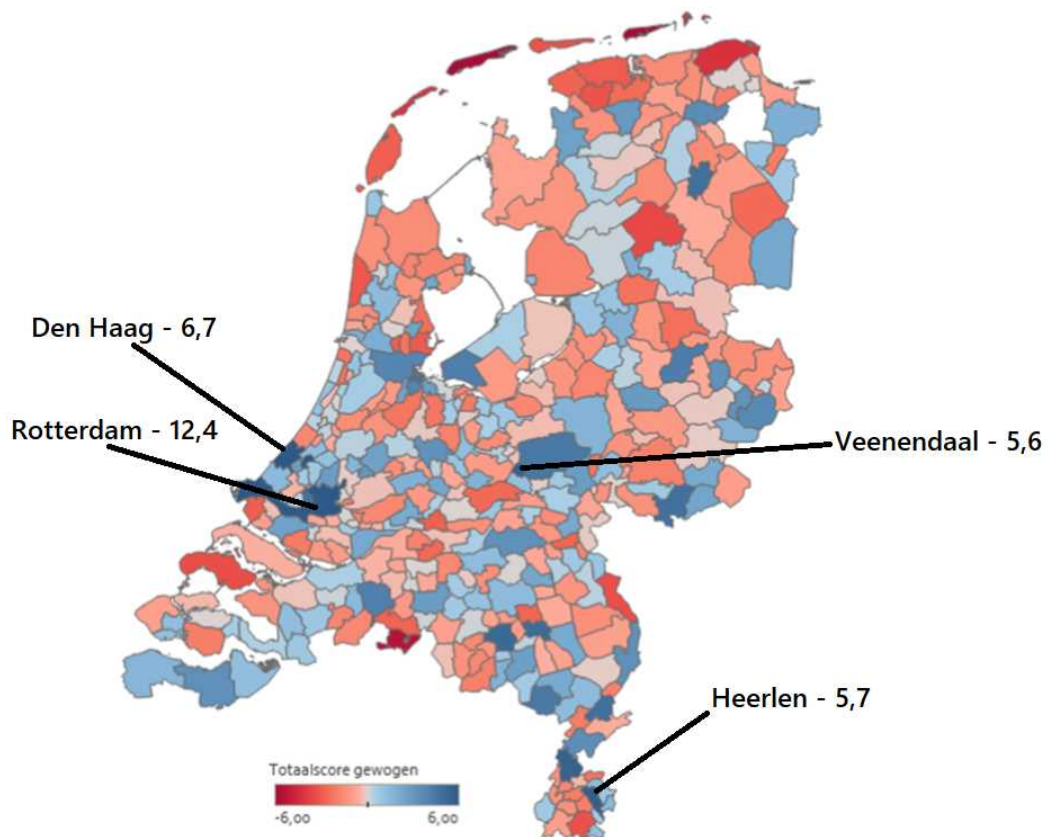 Den Haag - 6,7
Rotterdam - 12,4
Veenendaal - 5,6
Heerlen - 5,7
Totaalscore gewogen
-6,00 6,00